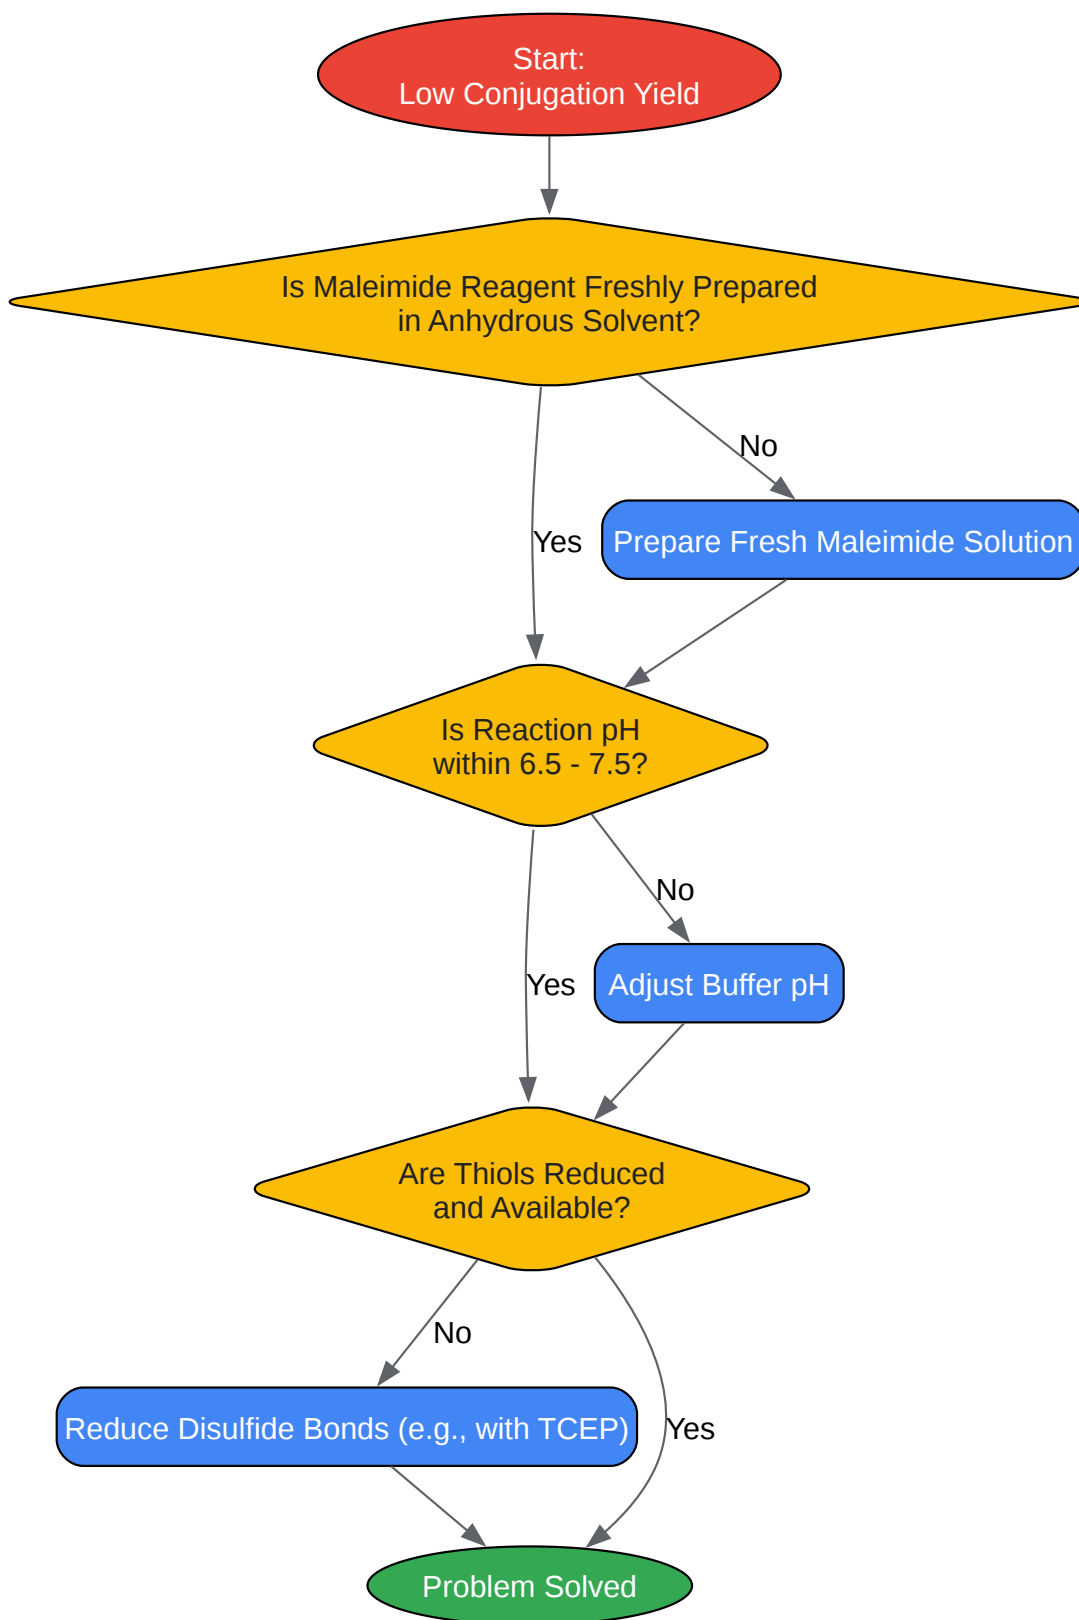 Start:
Low Conjugation Yield
Is Maleimide Reagent Freshly Prepared
in Anhydrous Solvent?
No
Yes
Prepare Fresh Maleimide Solution
Is Reaction pH
within 6.5 - 7.5?
No
Yes
Adjust Buffer pH
Are Thiols Reduced
and Available?
No
Reduce Disulfide Bonds (e.g., with TCEP)
Yes
Problem Solved